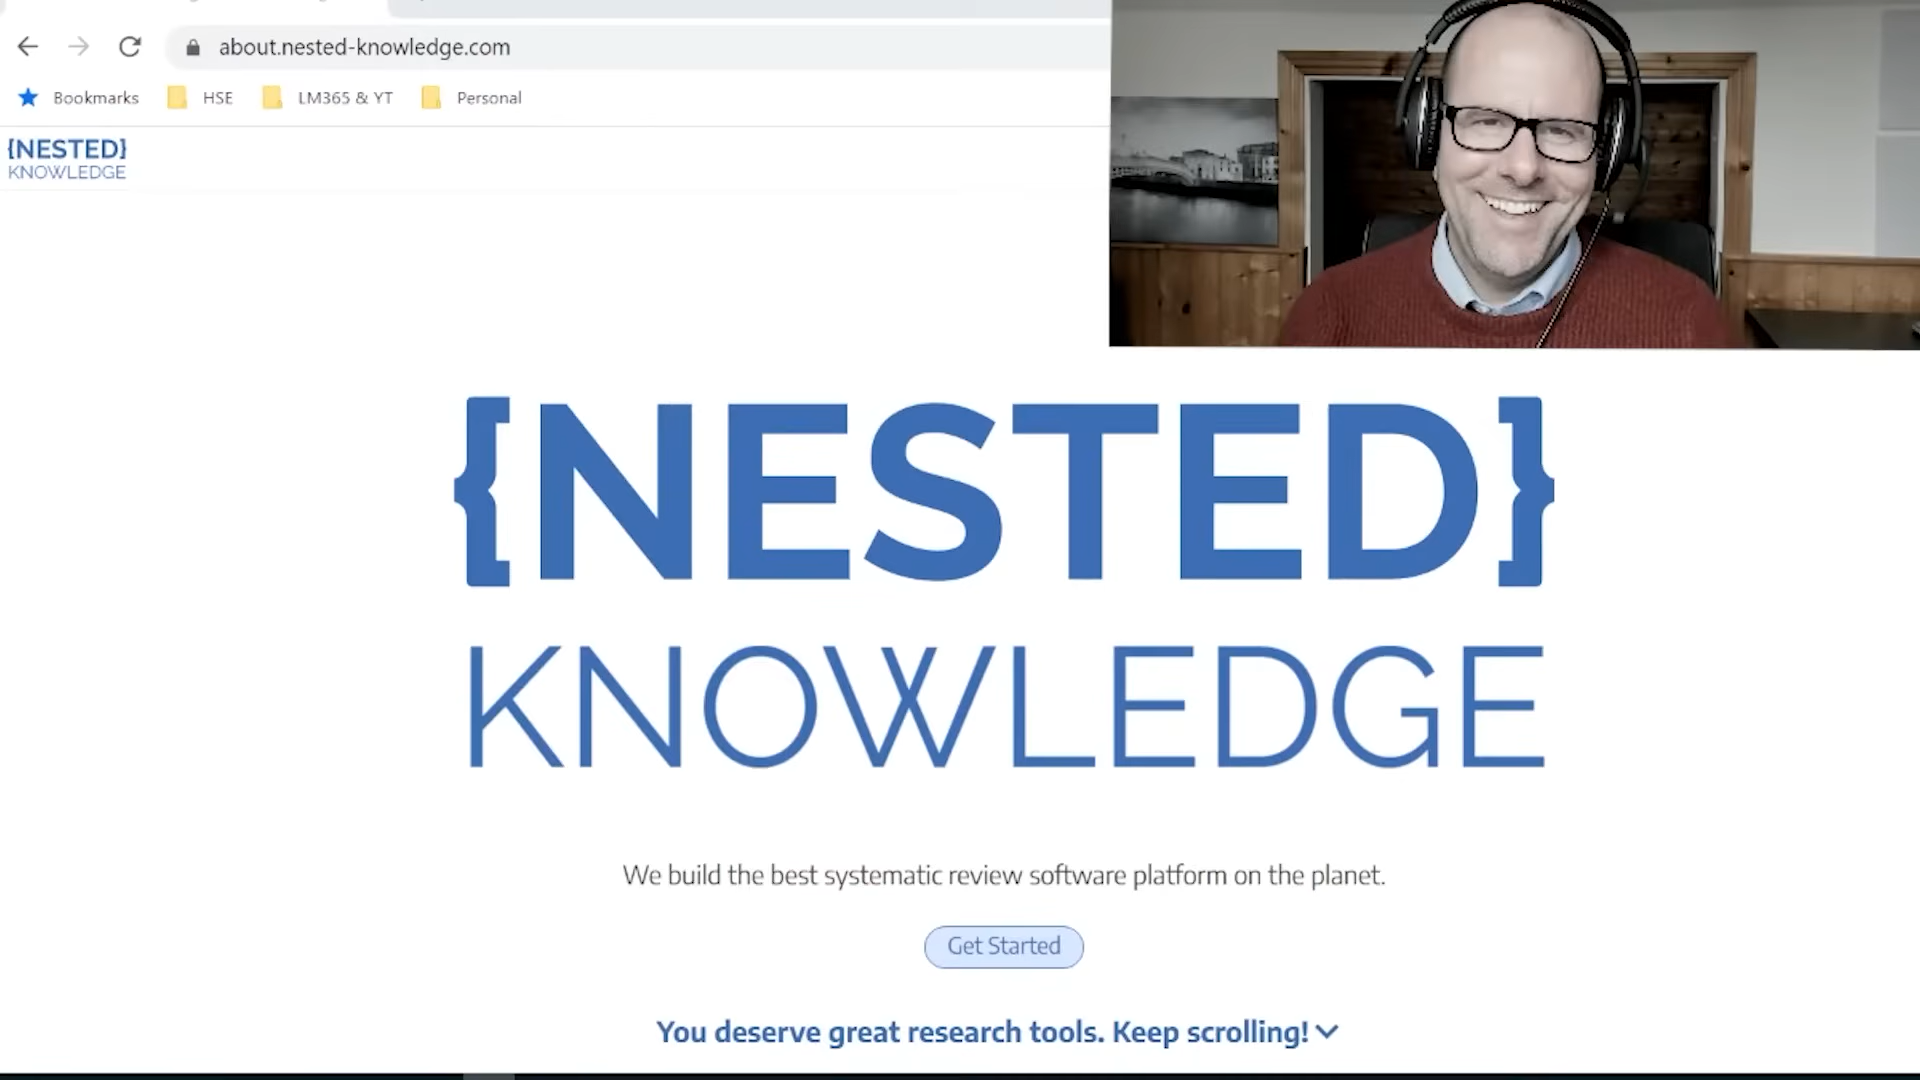 about.nested-knowledge.com
Bookmarks HSE LM365 & YT Personal
{NESTED}
KNOWLEDGE
{NESTED}
KNOWLEDGE
We build the best systematic review software platform on the planet.
Get Started
You deserve great research tools. Keep scrolling!